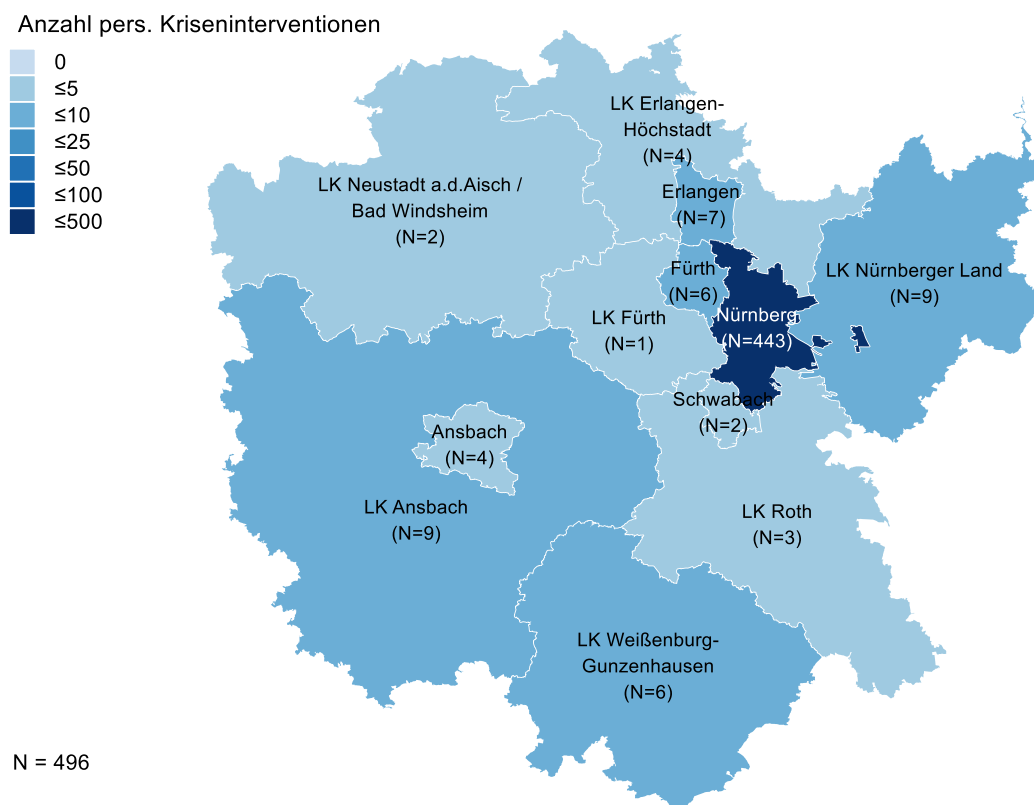 Anzahl pers. Kriseninterventionen
0
≤5
≤10
≤25
≤50
≤100
≤500
LK Erlangen-
Höchstadt
(N=4)
LK Neustadt a.d.Aisch /
Bad Windsheim
(N=2)
Erlangen
(N=7)
Fürth
(N=6)
LK Nürnberger Land
(N=9)
LK Fürth
(N=1)
Nürnberg
(N=443)
Schwabach
(N=2)
Ansbach
(N=4)
LK Ansbach
(N=9)
LK Roth
(N=3)
LK Weißenburg-
Gunzenhausen
(N=6)
N = 496